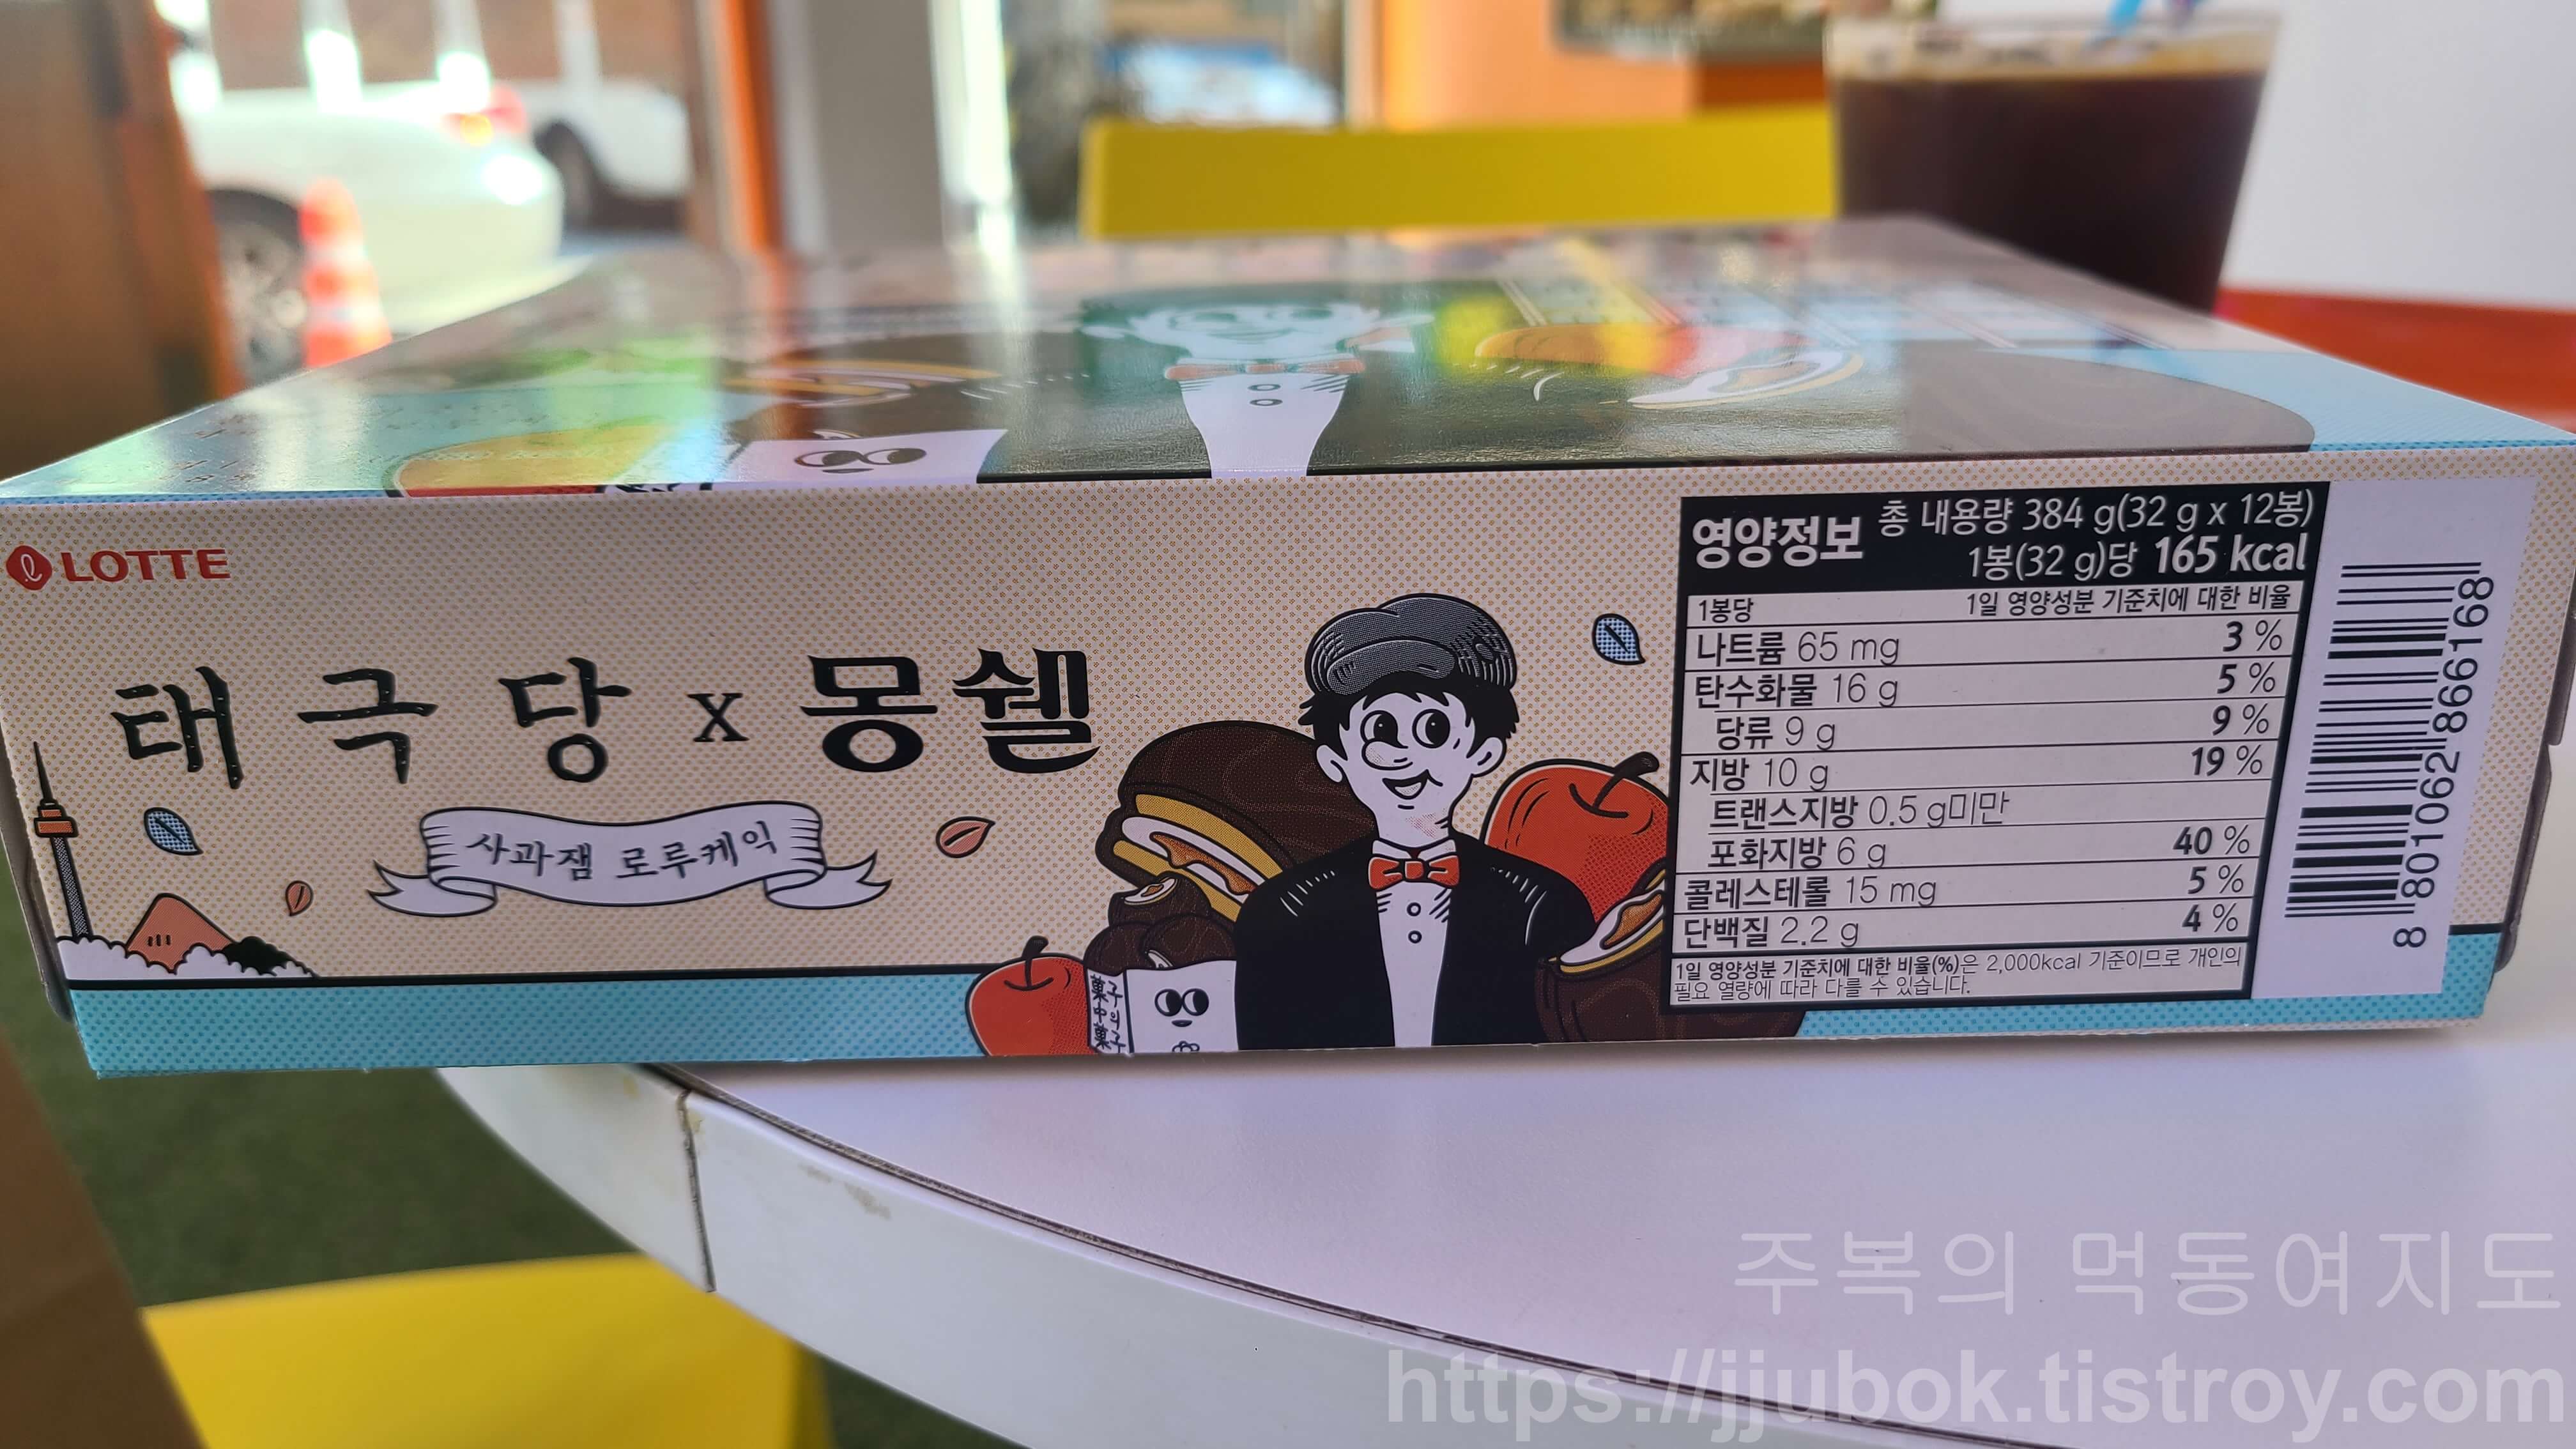 LOTTE
태극당 x 몽쉘
사과잼 로루케익
菓子中의菓子
영양정보 총 내용량 384 g(32 g x 12봉)
1봉(32 g)당 165 kcal
1봉당 1일 영양성분 기준치에 대한 비율
나트륨 65 mg 3 %
탄수화물 16 g 5 %
당류 9 g 9 %
지방 10 g 19 %
트랜스지방 0.5 g미만
포화지방 6 g 40 %
콜레스테롤 15 mg 5 %
단백질 2.2 g 4 %
1일 영양성분 기준치에 대한 비율(%)은 2,000kcal 기준이므로 개인의
필요 열량에 따라 다를 수 있습니다.
8 801062 866168
주복의 먹동여지도
https://jjubok.tistroy.com